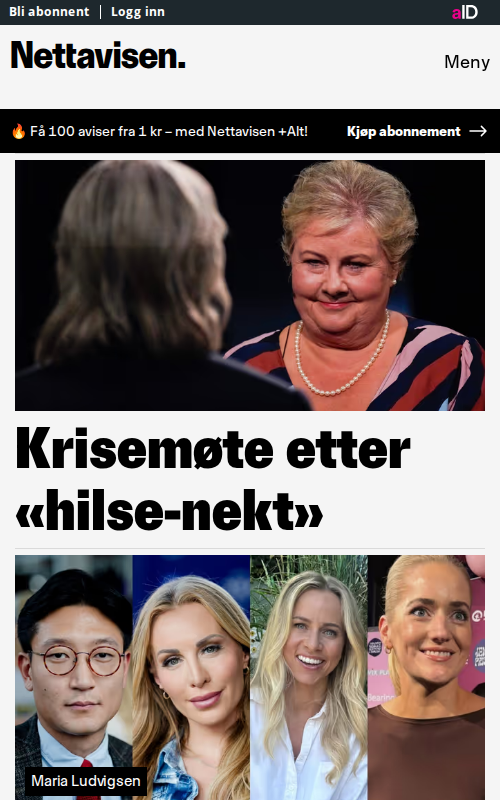 Bli abonnent
Logg inn
aID
Nettavisen.
Meny
🔥 Få 100 aviser fra 1 kr – med Nettavisen +Alt!
Kjøp abonnement →
Krisemøte etter
«hilse-nekt»
Maria Ludvigsen